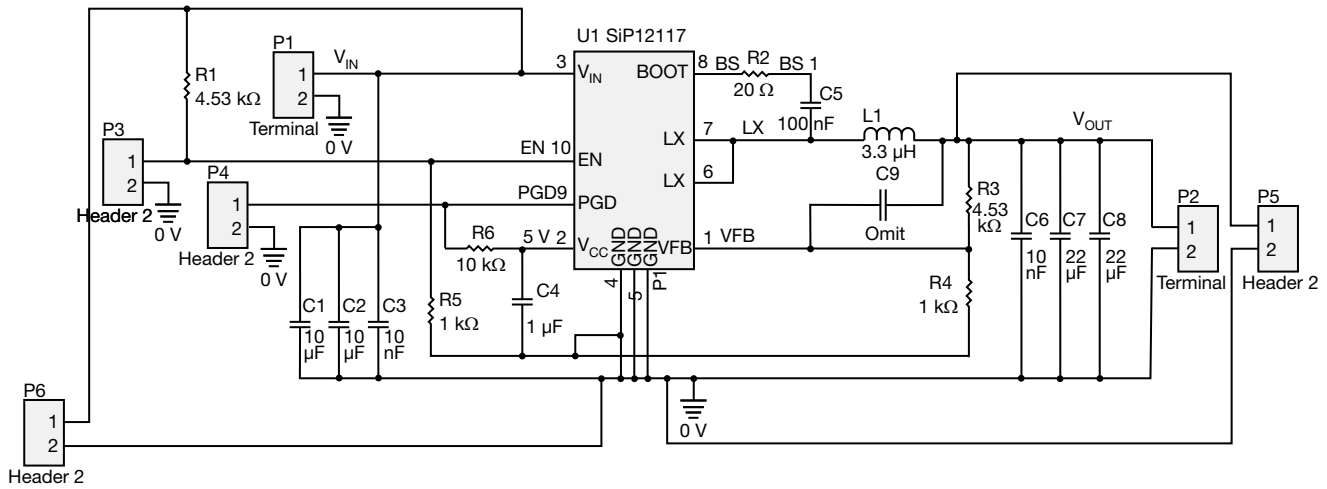 U1 SiP12117
P1
1
2
Terminal
0 V
VIN
R1
4.53 kΩ
P3
1
2
Header 2
0 V
P4
1
2
Header 2
0 V
3
VIN
EN 10
EN
PGD9
PGD
5 V 2
VCC
BOOT
8 BS
R2
20 Ω
BS 1
C5
100 nF
LX
7
LX
LX
6
VFB
1 VFB
GND
GND
GND
4
5
P1
L1
3.3 µH
C9
Omit
R3
4.53
kΩ
R4
1 kΩ
VOUT
C6
10
nF
C7
22
µF
C8
22
µF
P2
1
2
Terminal
P5
1
2
Header 2
R6
10 kΩ
C4
1 µF
R5
1 kΩ
C1
10
µF
C2
10
µF
C3
10
nF
P6
1
2
Header 2
0 V